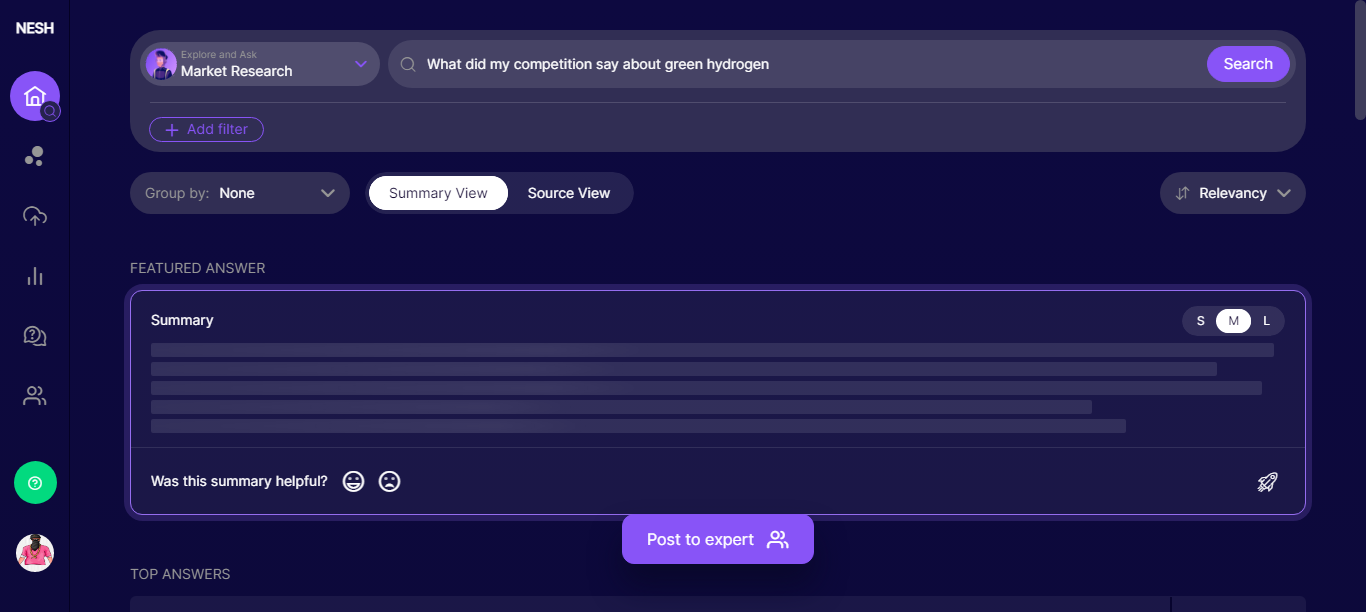 NESH
Explore and Ask
Market Research
What did my competition say about green hydrogen
Search
Add filter
Group by: None
Summary View
Source View
Relevancy
FEATURED ANSWER
Summary
S M L
Was this summary helpful?
Post to expert
TOP ANSWERS